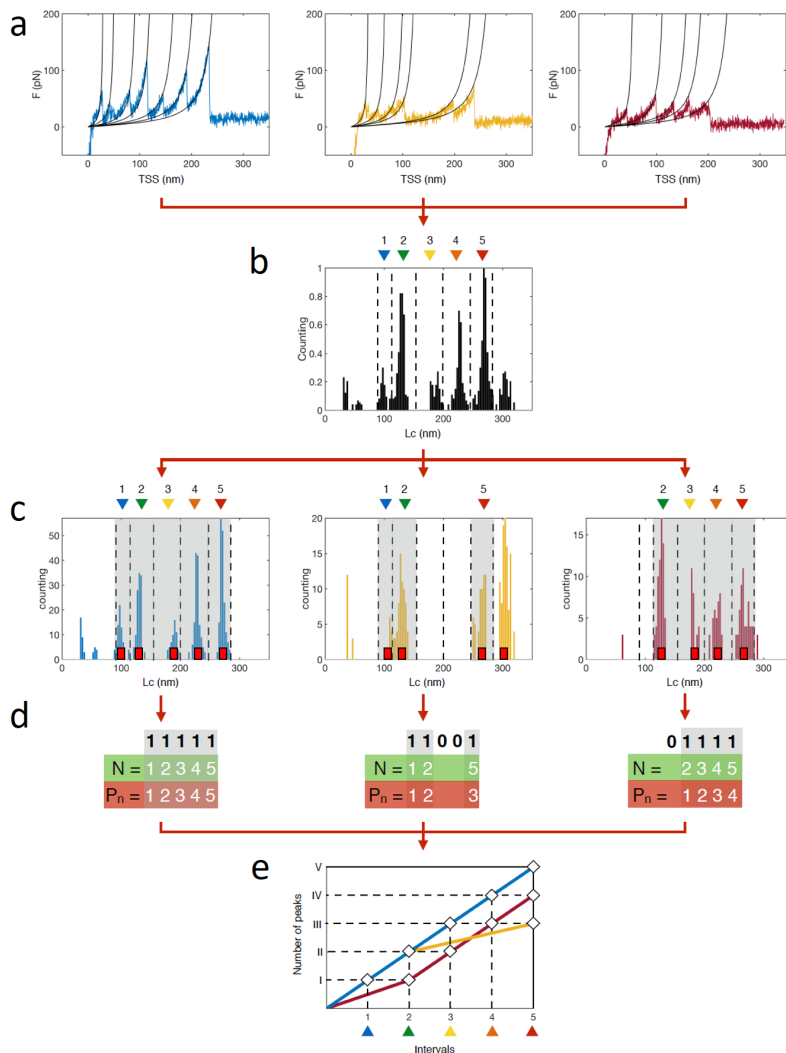 a
200
100
0
F (pN)
0 100 200 300
TSS (nm)
200
100
0
F (pN)
0 100 200 300
TSS (nm)
200
100
0
F (pN)
0 100 200 300
TSS (nm)
b
1 2 3 4 5
1
0.8
0.6
0.4
0.2
0
Counting
0 100 200 300
Lc (nm)
c
1 2 3 4 5
50
40
30
20
10
0
counting
0 100 200 300
Lc (nm)
1 2 5
20
15
10
5
0
counting
0 100 200 300
Lc (nm)
2 3 4 5
15
10
5
0
counting
0 100 200 300
Lc (nm)
d
1 1 1 1 1
N = 1 2 3 4 5
Pn = 1 2 3 4 5
1 1 0 0 1
N = 1 2 5
Pn = 1 2 3
0 1 1 1 1
N = 2 3 4 5
Pn = 1 2 3 4
e
V
IV
III
II
I
Number of peaks
1 2 3 4 5
Intervals